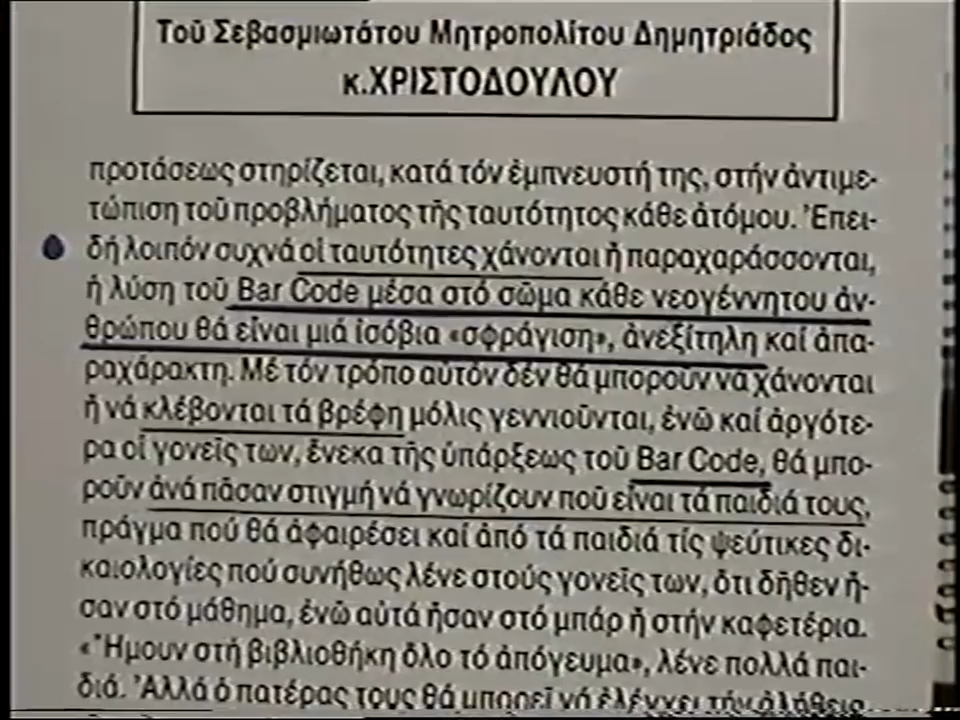 Τοῦ Σεβασμιωτάτου Μητροπολίτου Δημητριάδος
κ.ΧΡΙΣΤΟΔΟΥΛΟΥ
προτάσεως στηρίζεται, κατά τόν ἐμπνευστή της, στήν ἀντιμε-
τώπιση τοῦ προβλήματος τῆς ταυτότητος κάθε ἀτόμου. Ἐπει-
δή λοιπόν συχνά οἱ ταυτότητες χάνονται ἤ παραχαράσσονται,
ἡ λύση τοῦ Bar Code μέσα στό σῶμα κάθε νεογέννητου ἀν-
θρώπου θά εἶναι μιά ἰσόβια «σφράγιση», ἀνεξίτηλη καί ἀπα-
ραχάρακτη. Μέ τόν τρόπο αὐτόν δέν θά μποροῦν νά χάνονται
ἤ νά κλέβονται τά βρέφη μόλις γεννιοῦνται, ἐνῶ καί ἀργότε-
ρα οἱ γονεῖς των, ἕνεκα τῆς ὑπάρξεως τοῦ Bar Code, θά μπο-
ροῦν ἀνά πᾶσαν στιγμή νά γνωρίζουν ποῦ εἶναι τά παιδιά τους,
πράγμα πού θά ἀφαιρέσει καί ἀπό τά παιδιά τίς ψεύτικες δι-
καιολογίες πού συνήθως λένε στούς γονεῖς των, ὅτι δῆθεν ἦ-
σαν στό μάθημα, ἐνῶ αὐτά ἦσαν στό μπάρ ἤ στήν καφετέρια.
«Ἤμουν στή βιβλιοθήκη ὅλο τό ἀπόγευμα», λένε πολλά παι-
διά. Ἀλλά ὁ πατέρας τους θά μπορεῖ νά ἐλέγχει τήν ἀλήθεια